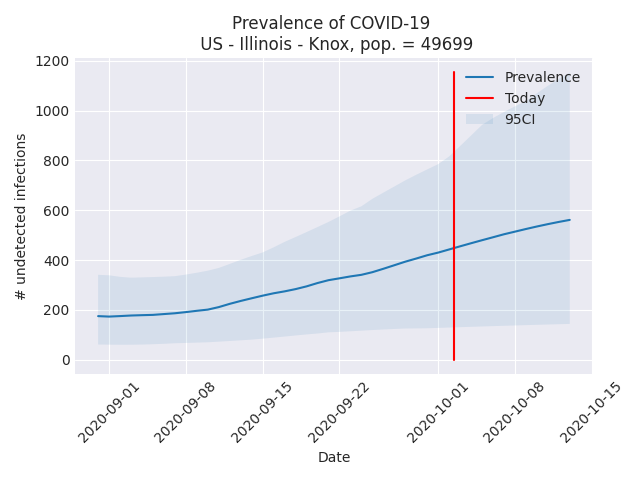 Prevalence of COVID-19
US - Illinois - Knox, pop. = 49699
Prevalence
Today
95CI
# undetected infections
1200
1000
800
600
400
200
0
2020-09-01
2020-09-08
2020-09-15
2020-09-22
2020-10-01
2020-10-08
2020-10-15
Date